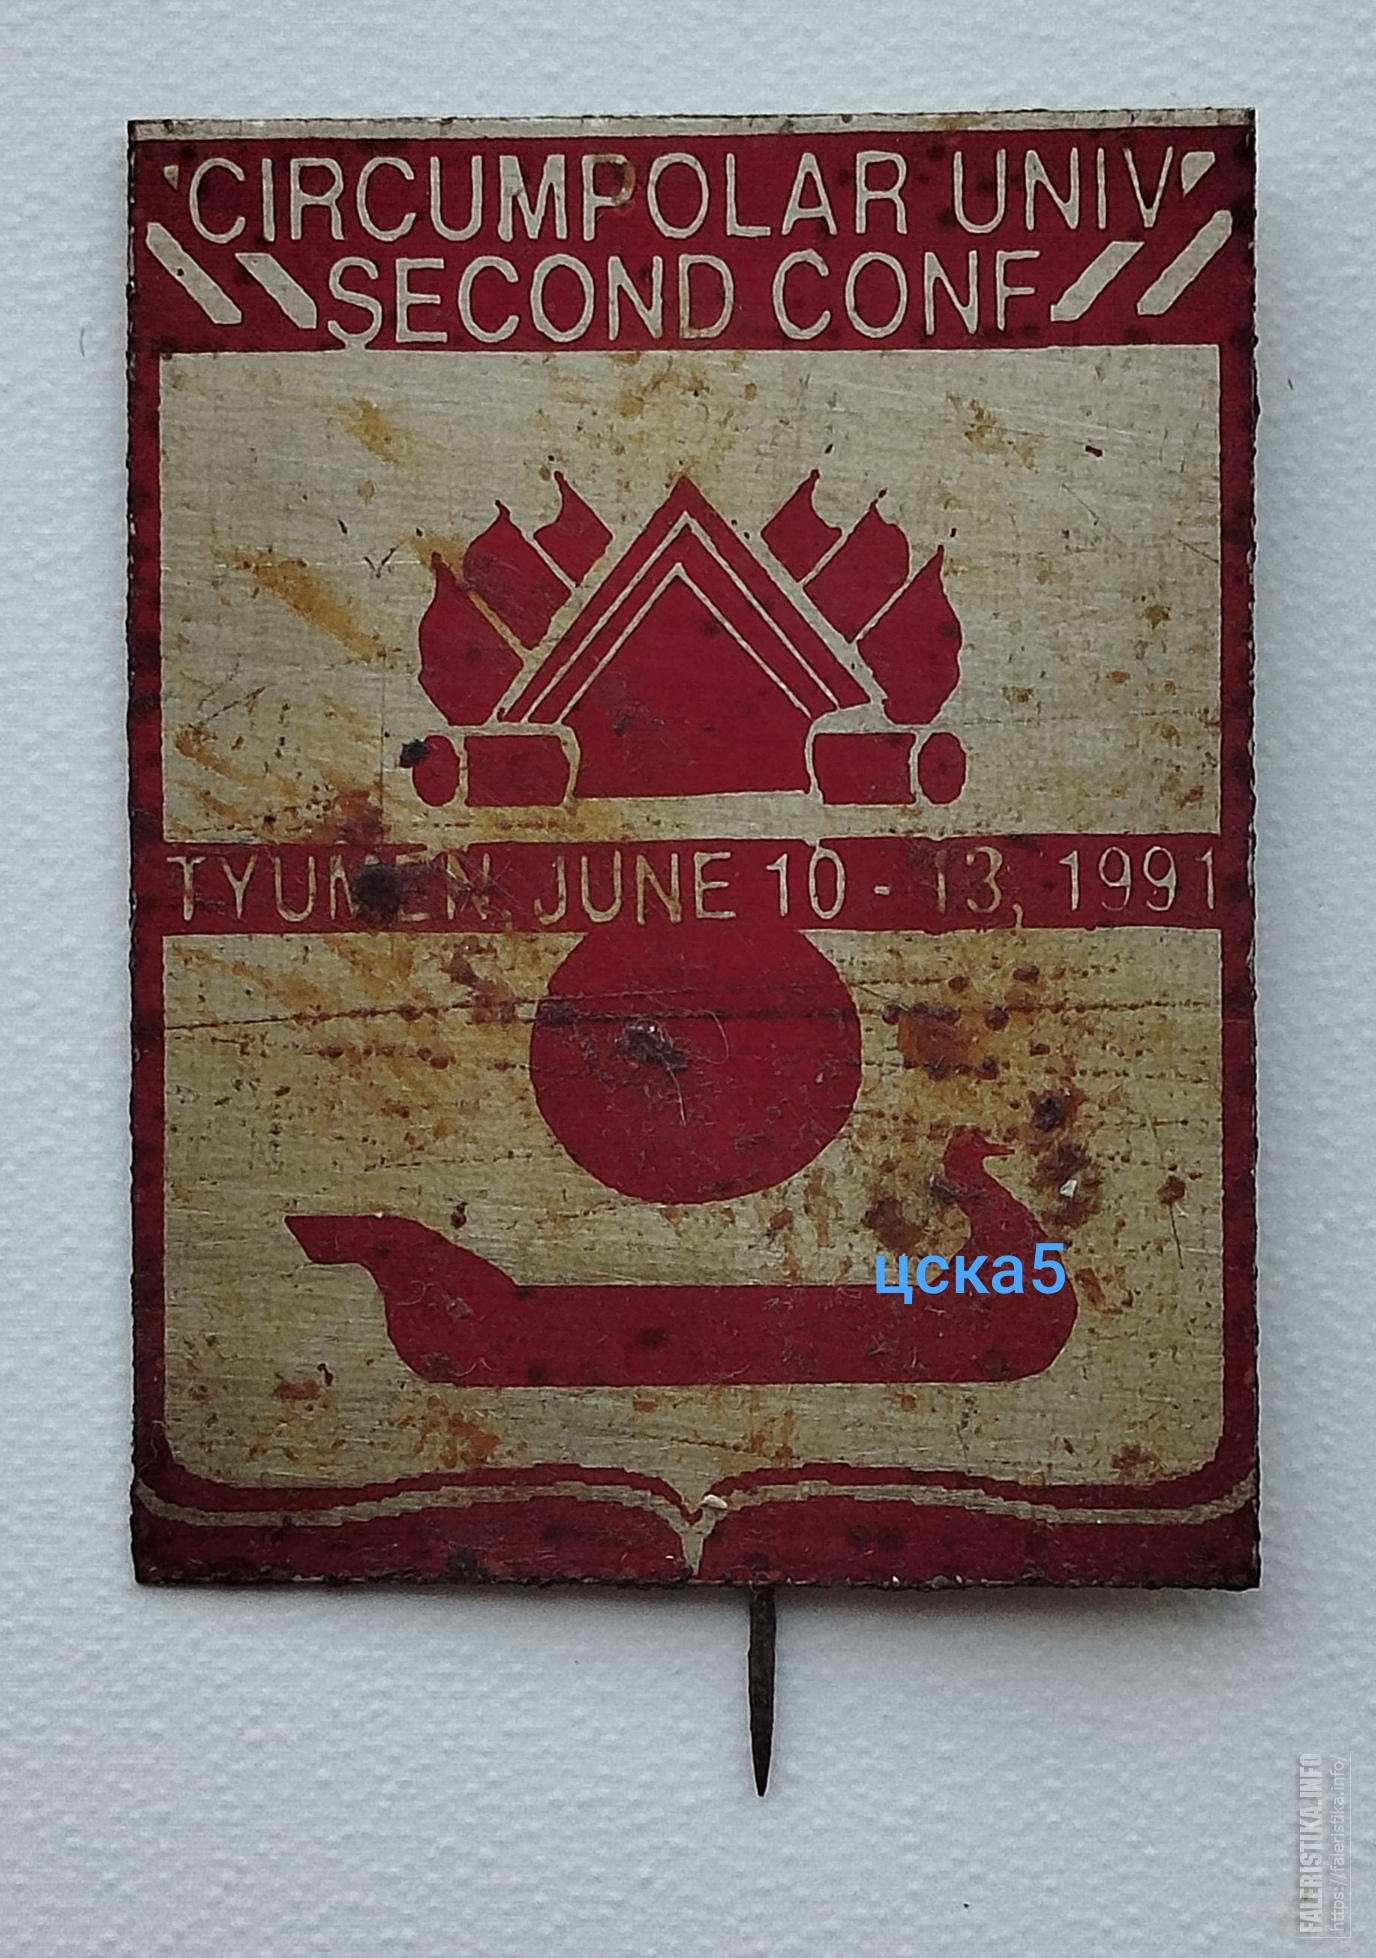 CIRCUMPOLAR UNIV
SECOND CONF
TYUMEN, JUNE 10 - 13, 1991
цска5
FALERISTIKA.INFO
https://faleristika.info/